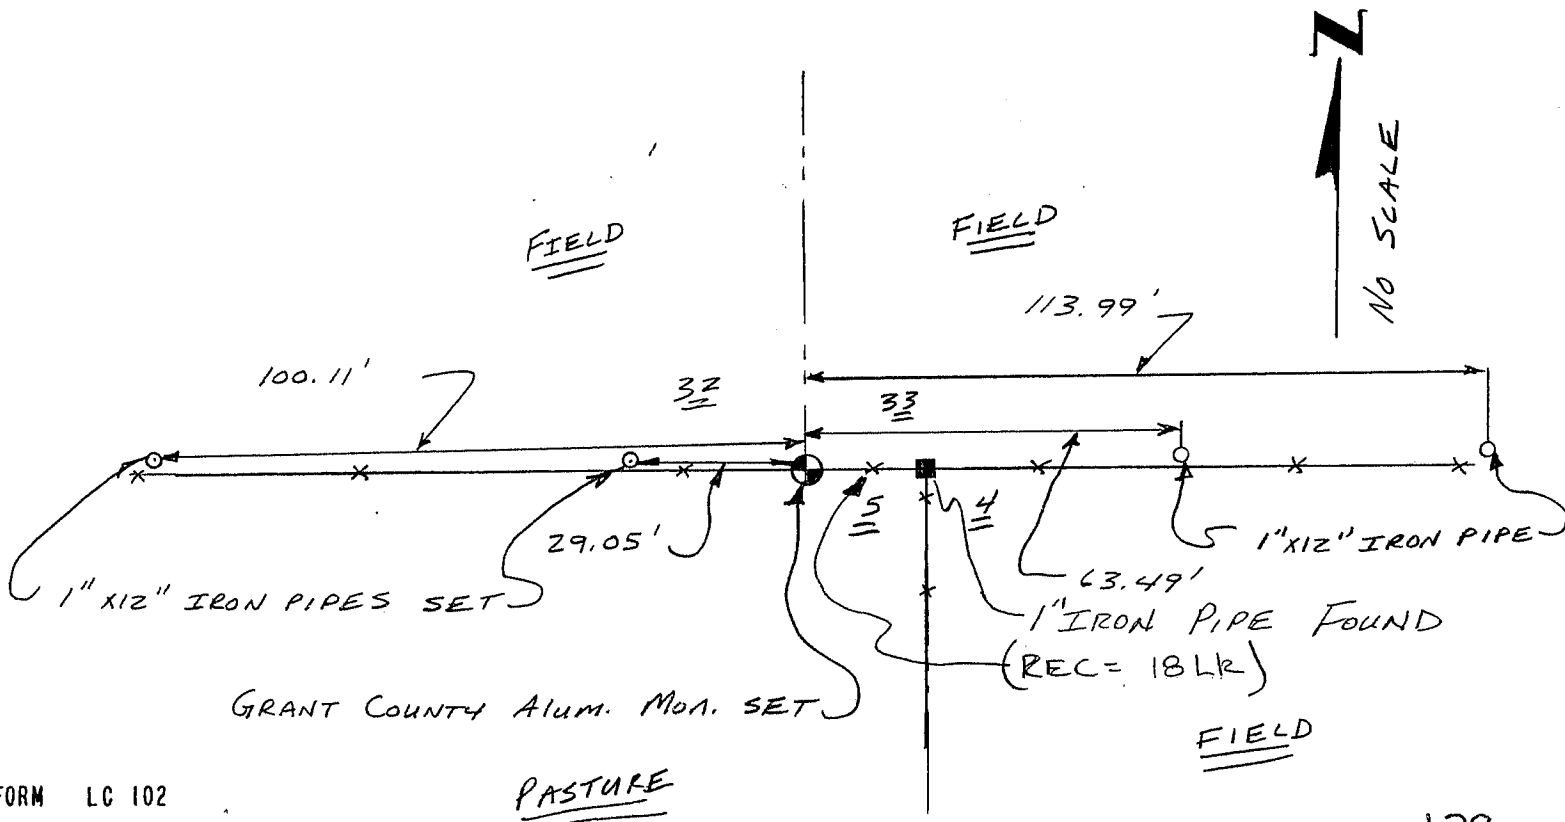 N
NO SCALE
FIELD
FIELD
113.99'
100.11'
32
33
29.05'
5
4
1"X12" IRON PIPE
63.49'
1" X12" IRON PIPES SET
1" IRON PIPE FOUND
(REC = 18 LK)
GRANT COUNTY Alum. Mon. SET
FIELD
PASTURE
FORM LC 102